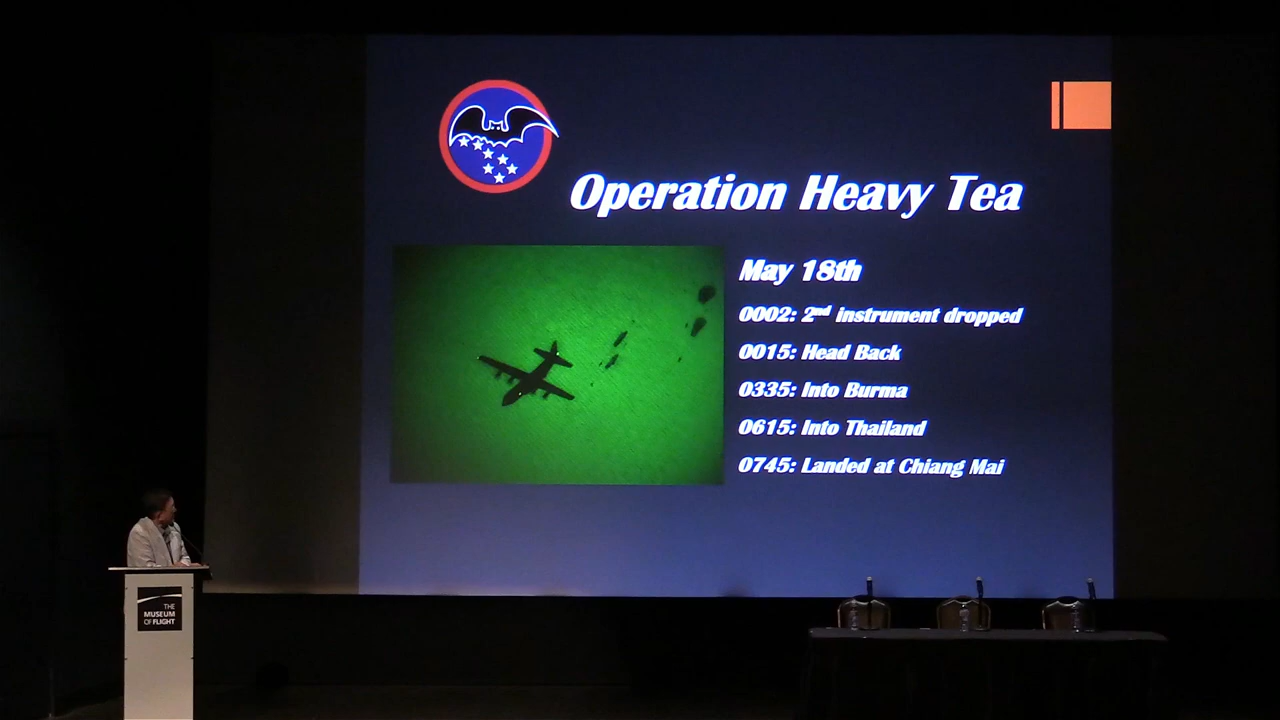 Operation Heavy Tea
May 18th
0002: 2nd instrument dropped
0015: Head Back
0335: Into Burma
0615: Into Thailand
0745: Landed at Chiang Mai
THE
MUSEUM
OF FLIGHT